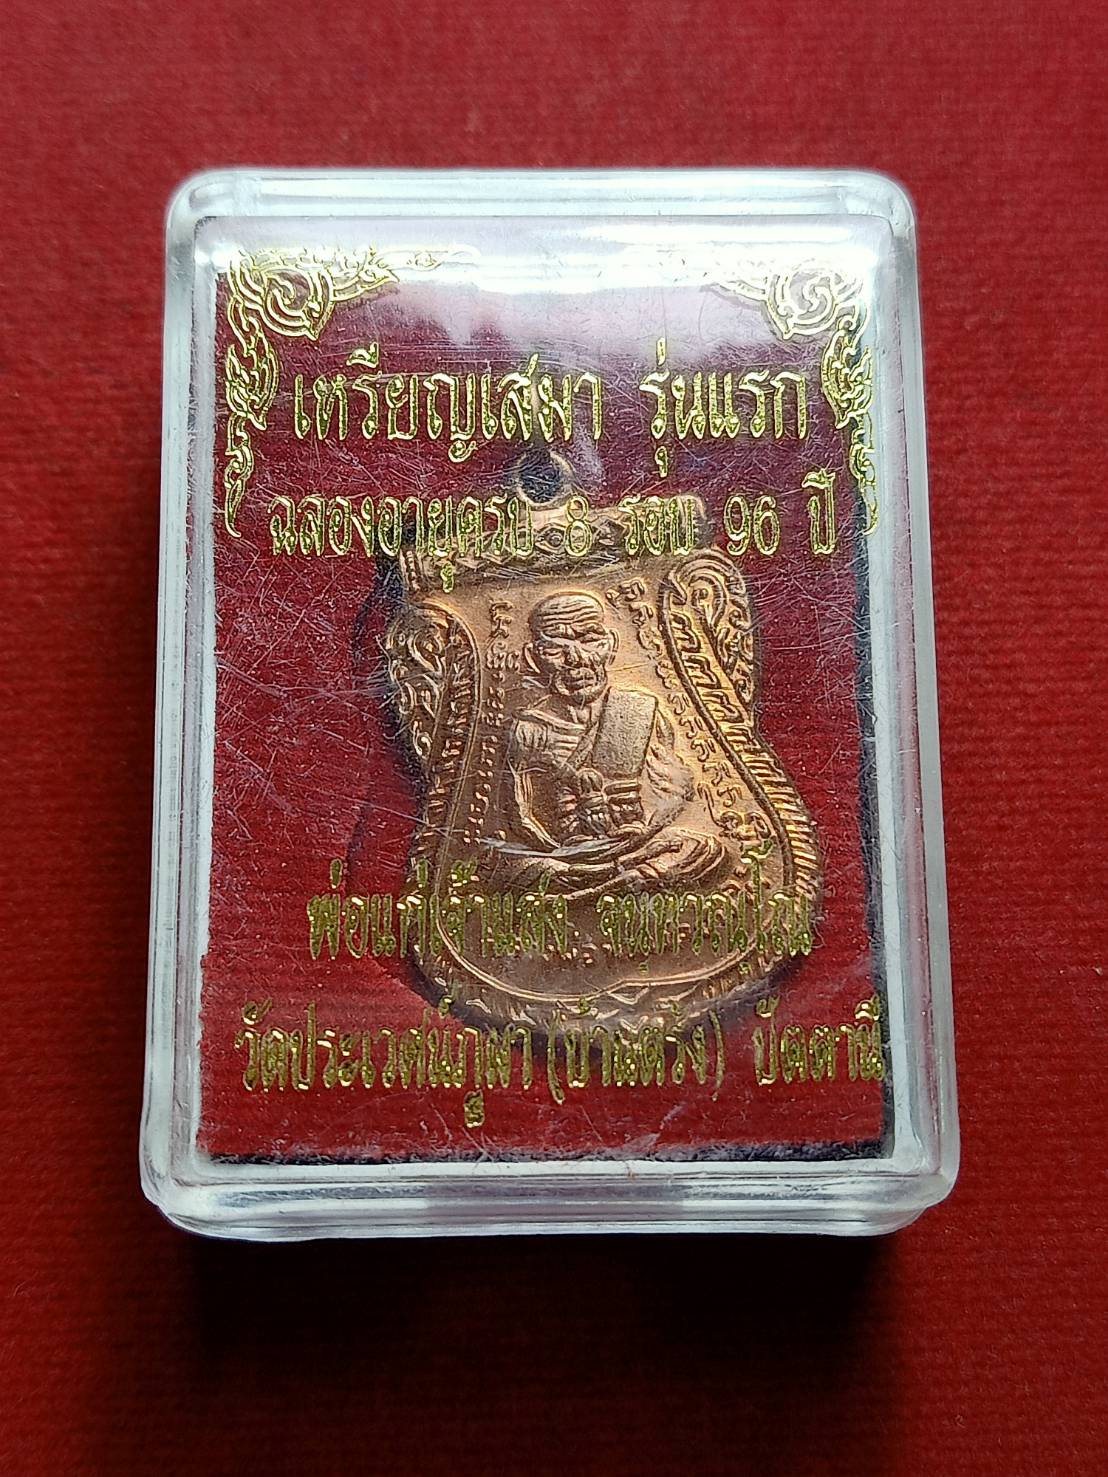 เหรียญเสมา รุ่นแรก
ฉลองอายุครบ 8 รอบ 96 ปี
พ่อแก่เจ้าแสง จนฺทวณฺโณ
วัดประเวศน์ภูผา (บ้านตรัง) ปัตตานี